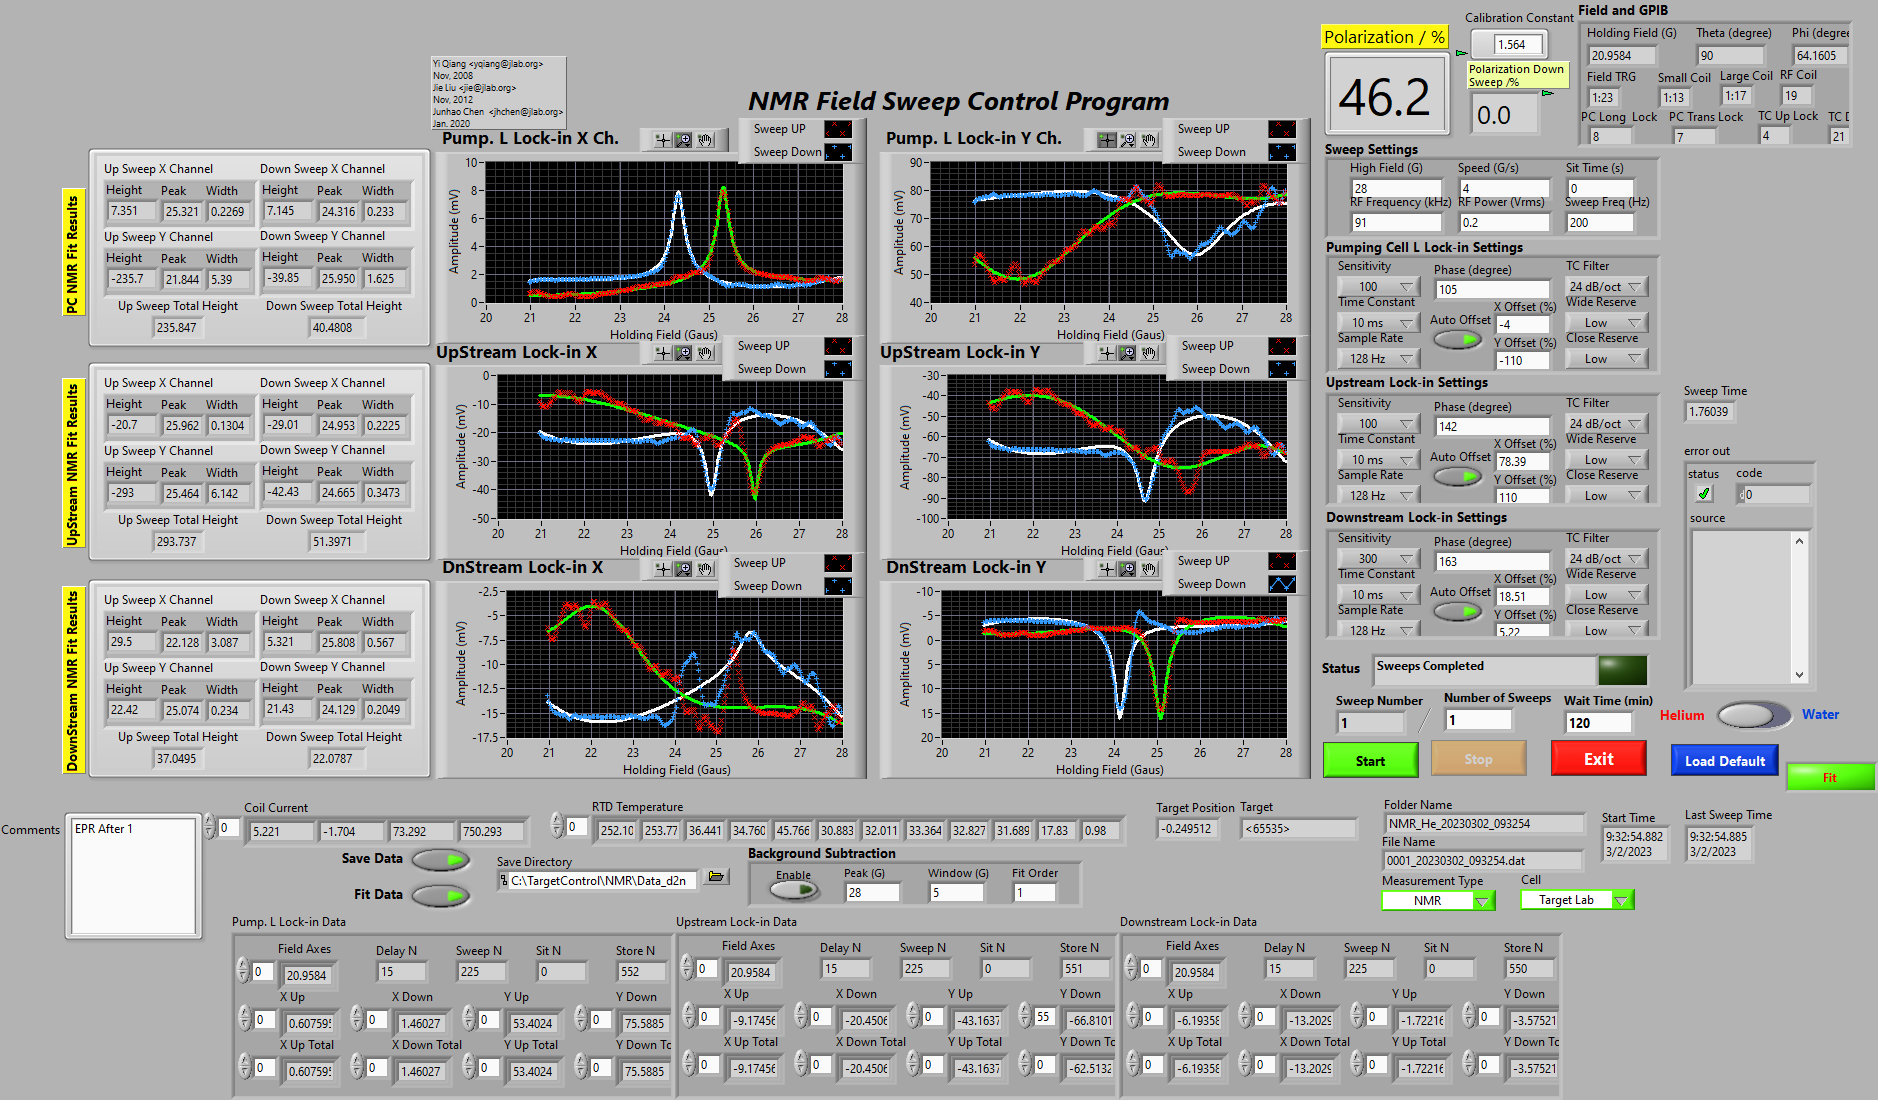 Yi Qiang <yqiang@jlab.org>
Nov, 2008
Jie Liu <jie@jlab.org>
Nov, 2012
Junhao Chen <jhchen@jlab.org>
Jan. 2020
NMR Field Sweep Control Program
Polarization / %
46.2
Calibration Constant
1.564
Polarization Down
Sweep /%
0.0
Field and GPIB
Holding Field (G) Theta (degree) Phi (degree
20.9584 90 64.1605
Field TRG Small Coil Large Coil RF Coil
1:23 1:13 1:17 19
PC Long Lock PC Trans Lock TC Up Lock TC D
8 7 4 21
PC NMR Fit Results
Up Sweep X Channel Down Sweep X Channel
Height Peak Width Height Peak Width
7.351 25.321 0.2269 7.145 24.316 0.233
Up Sweep Y Channel Down Sweep Y Channel
Height Peak Width Height Peak Width
-235.7 21.844 5.39 -39.85 25.950 1.625
Up Sweep Total Height Down Sweep Total Height
235.847 40.4808
UpStream NMR Fit Results
Up Sweep X Channel Down Sweep X Channel
Height Peak Width Height Peak Width
-20.7 25.962 0.1304 -29.01 24.953 0.2225
Up Sweep Y Channel Down Sweep Y Channel
Height Peak Width Height Peak Width
-293 25.464 6.142 -42.43 24.665 0.3473
Up Sweep Total Height Down Sweep Total Height
293.737 51.3971
DownStream NMR Fit Results
Up Sweep X Channel Down Sweep X Channel
Height Peak Width Height Peak Width
29.5 22.128 3.087 5.321 25.808 0.567
Up Sweep Y Channel Down Sweep Y Channel
Height Peak Width Height Peak Width
22.42 25.074 0.234 21.43 24.129 0.2049
Up Sweep Total Height Down Sweep Total Height
37.0495 22.0787
Pump. L Lock-in X Ch.
Sweep UP
Sweep Down
Amplitude (mV)
10
8
6
4
2
0
20 21 22 23 24 25 26 27 28
Holding Field (Gaus)
Pump. L Lock-in Y Ch.
Sweep UP
Sweep Down
Amplitude (mV)
90
80
70
60
50
40
20 21 22 23 24 25 26 27 28
Holding Field (Gaus)
UpStream Lock-in X
Sweep UP
Sweep Down
Amplitude (mV)
0
-10
-20
-30
-40
-50
20 21 22 23 24 25 26 27 28
Holding Field (Gaus)
UpStream Lock-in Y
Sweep UP
Sweep Down
Amplitude (mV)
-30
-40
-50
-60
-70
-80
-90
-100
20 21 22 23 24 25 26 27 28
Holding Field (Gaus)
DnStream Lock-in X
Sweep UP
Sweep Down
Amplitude (mV)
-2.5
-5
-7.5
-10
-12.5
-15
-17.5
20 21 22 23 24 25 26 27 28
Holding Field (Gaus)
DnStream Lock-in Y
Sweep UP
Sweep Down
Amplitude (mV)
-10
-5
0
5
10
15
20
20 21 22 23 24 25 26 27 28
Holding Field (Gaus)
Sweep Settings
High Field (G) Speed (G/s) Sit Time (s)
28 4 0
RF Frequency (kHz) RF Power (Vrms) Sweep Freq (Hz)
91 0.2 200
Pumping Cell L Lock-in Settings
Sensitivity Phase (degree) TC Filter
100 105 24 dB/oct
Time Constant X Offset (%) Wide Reserve
10 ms Auto Offset -4 Low
Sample Rate Y Offset (%) Close Reserve
128 Hz -110 Low
Upstream Lock-in Settings
Sensitivity Phase (degree) TC Filter
100 142 24 dB/oct
Time Constant X Offset (%) Wide Reserve
10 ms Auto Offset 78.39 Low
Sample Rate Y Offset (%) Close Reserve
128 Hz 110 Low
Downstream Lock-in Settings
Sensitivity Phase (degree) TC Filter
300 163 24 dB/oct
Time Constant X Offset (%) Wide Reserve
10 ms Auto Offset 18.51 Low
Sample Rate Y Offset (%) Close Reserve
128 Hz 5.22 Low
Sweep Time
1.76039
error out
status code
0
source
Status Sweeps Completed
Sweep Number Number of Sweeps Wait Time (min)
1 / 1 120
Helium Water
Start Stop Exit Load Default Fit
Comments
EPR After 1
Coil Current
0 5.221 -1.704 73.292 750.293
RTD Temperature
0 252.10 253.77 36.441 34.760 45.766 30.883 32.011 33.364 32.827 31.689 17.83 0.98
Target Position Target
-0.249512 <65535>
Save Data
Fit Data
Save Directory
C:\TargetControl\NMR\Data_d2n
Background Subtraction
Enable Peak (G) Window (G) Fit Order
28 5 1
Folder Name
NMR_He_20230302_093254
File Name
0001_20230302_093254.dat
Measurement Type Cell
NMR Target Lab
Start Time Last Sweep Time
9:32:54.882 9:32:54.885
3/2/2023 3/2/2023
Pump. L Lock-in Data
Field Axes Delay N Sweep N Sit N Store N
0 20.9584 15 225 0 552
X Up X Down Y Up Y Down
0 0.60759 0 1.46027 0 53.4024 0 75.5885
X Up Total X Down Total Y Up Total Y Down To
0 0.60759 0 1.46027 0 53.4024 0 75.5885
Upstream Lock-in Data
Field Axes Delay N Sweep N Sit N Store N
0 20.9584 15 225 0 551
X Up X Down Y Up Y Down
0 -9.17456 0 -20.4506 0 -43.1637 55 -66.8101
X Up Total X Down Total Y Up Total Y Down To
0 -9.17456 0 -20.4506 0 -43.1637 0 -62.5132
Downstream Lock-in Data
Field Axes Delay N Sweep N Sit N Store N
0 20.9584 15 225 0 550
X Up X Down Y Up Y Down
0 -6.19358 0 -13.2029 0 -1.72216 0 -3.57521
X Up Total X Down Total Y Up Total Y Down To
0 -6.19358 0 -13.2029 0 -1.72216 0 -3.57521